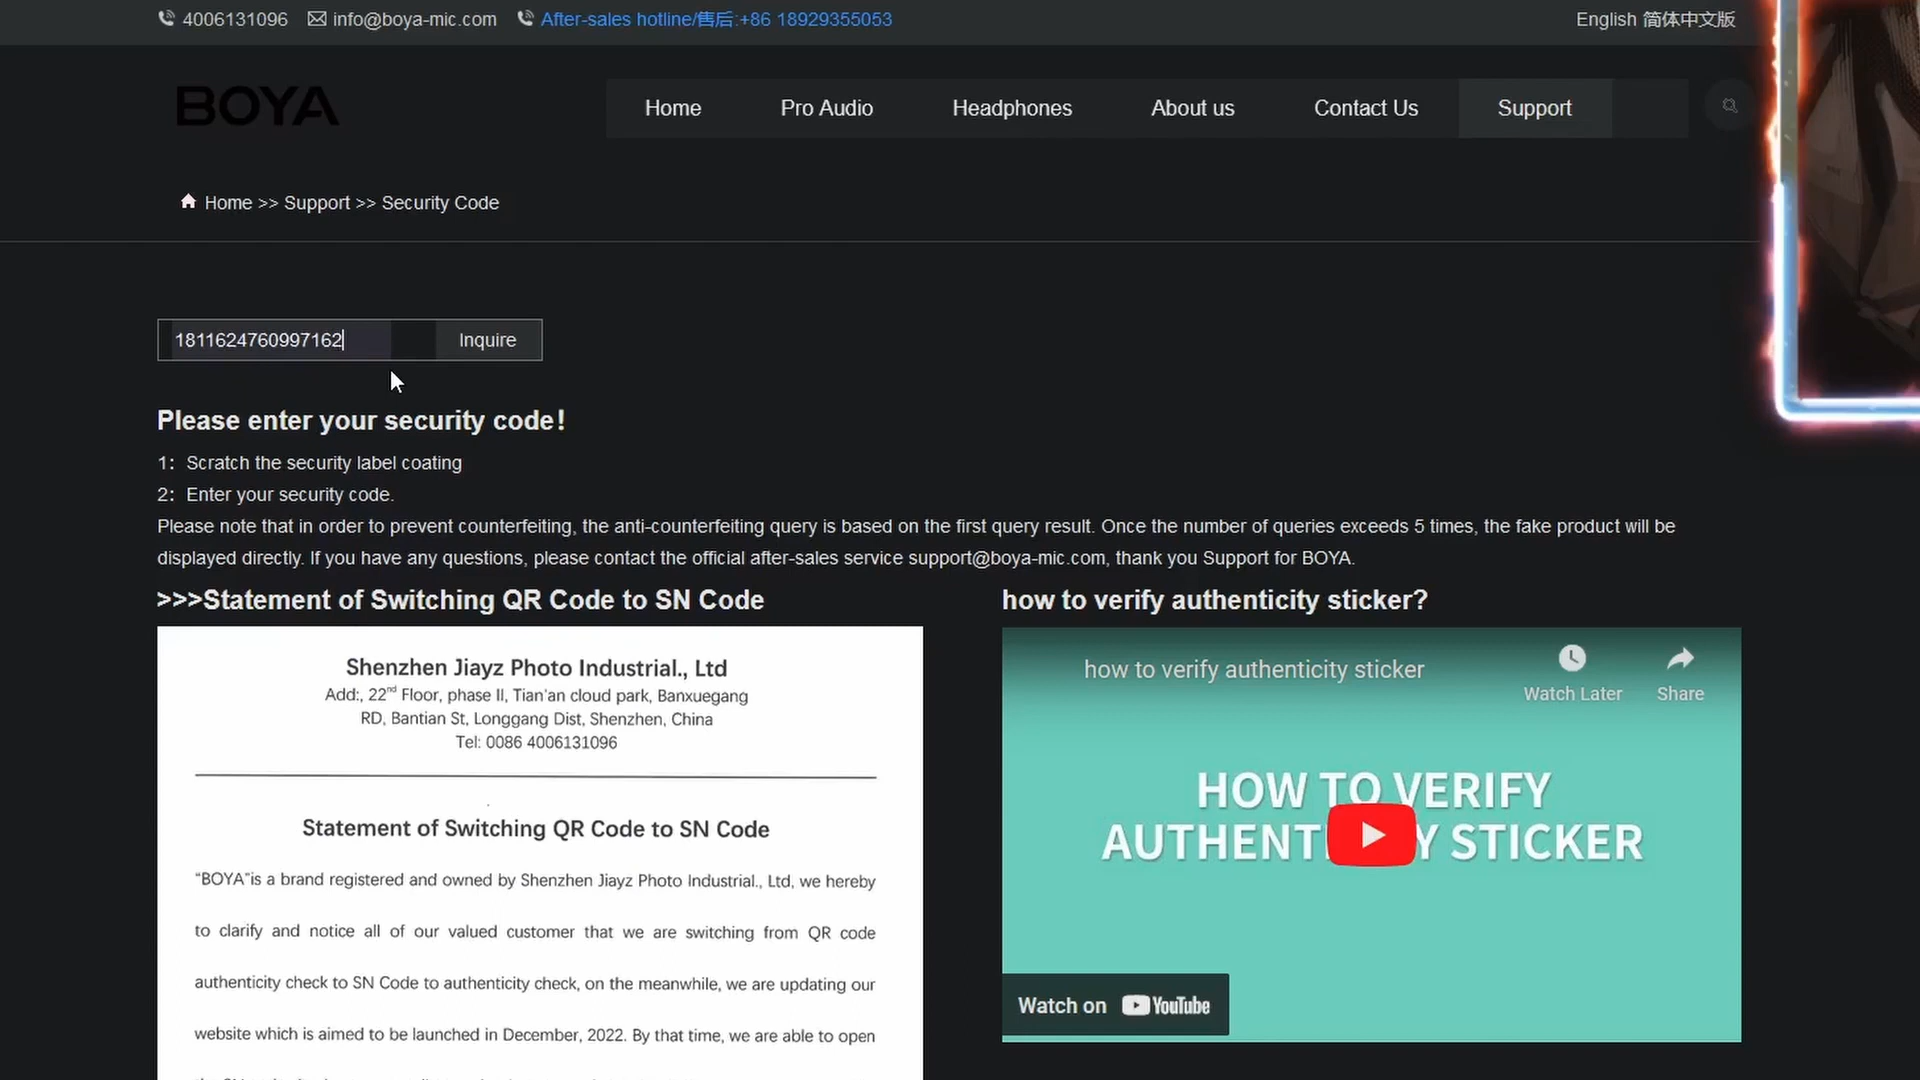 4006131096 info@boya-mic.com After-sales hotline/售后:+86 18929355053 English 简体中文版
BOYA Home Pro Audio Headphones About us Contact Us Support
Home >> Support >> Security Code
1811624760997162 Inquire
Please enter your security code！
1：Scratch the security label coating
2：Enter your security code.
Please note that in order to prevent counterfeiting, the anti-counterfeiting query is based on the first query result. Once the number of queries exceeds 5 times, the fake product will be
displayed directly. If you have any questions, please contact the official after-sales service support@boya-mic.com, thank you Support for BOYA.
>>>Statement of Switching QR Code to SN Code
Shenzhen Jiayz Photo Industrial., Ltd
Add:, 22nd Floor, phase II, Tian'an cloud park, Banxuegang
RD, Bantian St, Longgang Dist, Shenzhen, China
Tel: 0086 4006131096
Statement of Switching QR Code to SN Code
“BOYA”is a brand registered and owned by Shenzhen Jiayz Photo Industrial., Ltd, we hereby
to clarify and notice all of our valued customer that we are switching from QR code
authenticity check to SN Code to authenticity check, on the meanwhile, we are updating our
website which is aimed to be launched in December, 2022. By that time, we are able to open
how to verify authenticity sticker?
how to verify authenticity sticker
Watch Later Share
HOW TO VERIFY
STICKER
Watch on YouTube